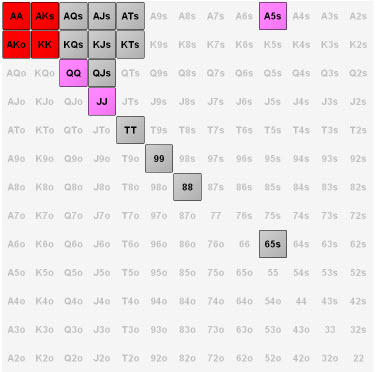 AA AKs AQs AJs ATs A9s A8s A7s A6s A5s A4s A3s A2s
AKo KK KQs KJs KTs K9s K8s K7s K6s K5s K4s K3s K2s
AQo KQo QQ QJs QTs Q9s Q8s Q7s Q6s Q5s Q4s Q3s Q2s
AJo KJo QJo JJ JTs J9s J8s J7s J6s J5s J4s J3s J2s
ATo KTo QTo JTo TT T9s T8s T7s T6s T5s T4s T3s T2s
A9o K9o Q9o J9o T9o 99 98s 97s 96s 95s 94s 93s 92s
A8o K8o Q8o J8o T8o 98o 88 87s 86s 85s 84s 83s 82s
A7o K7o Q7o J7o T7o 97o 87o 77 76s 75s 74s 73s 72s
A6o K6o Q6o J6o T6o 96o 86o 76o 66 65s 64s 63s 62s
A5o K5o Q5o J5o T5o 95o 85o 75o 65o 55 54s 53s 52s
A4o K4o Q4o J4o T4o 94o 84o 74o 64o 54o 44 43s 42s
A3o K3o Q3o J3o T3o 93o 83o 73o 63o 53o 43o 33 32s
A2o K2o Q2o J2o T2o 92o 82o 72o 62o 52o 42o 32o 22